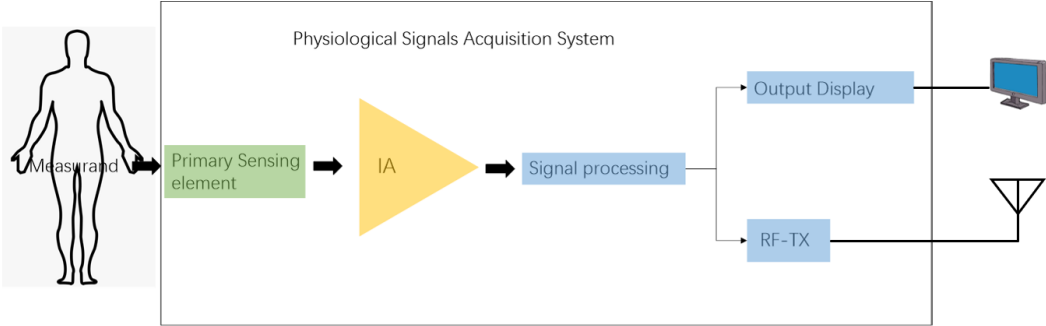 Physiological Signals Acquisition System
Measurand
Primary Sensing
element
IA
Signal processing
Output Display
RF-TX